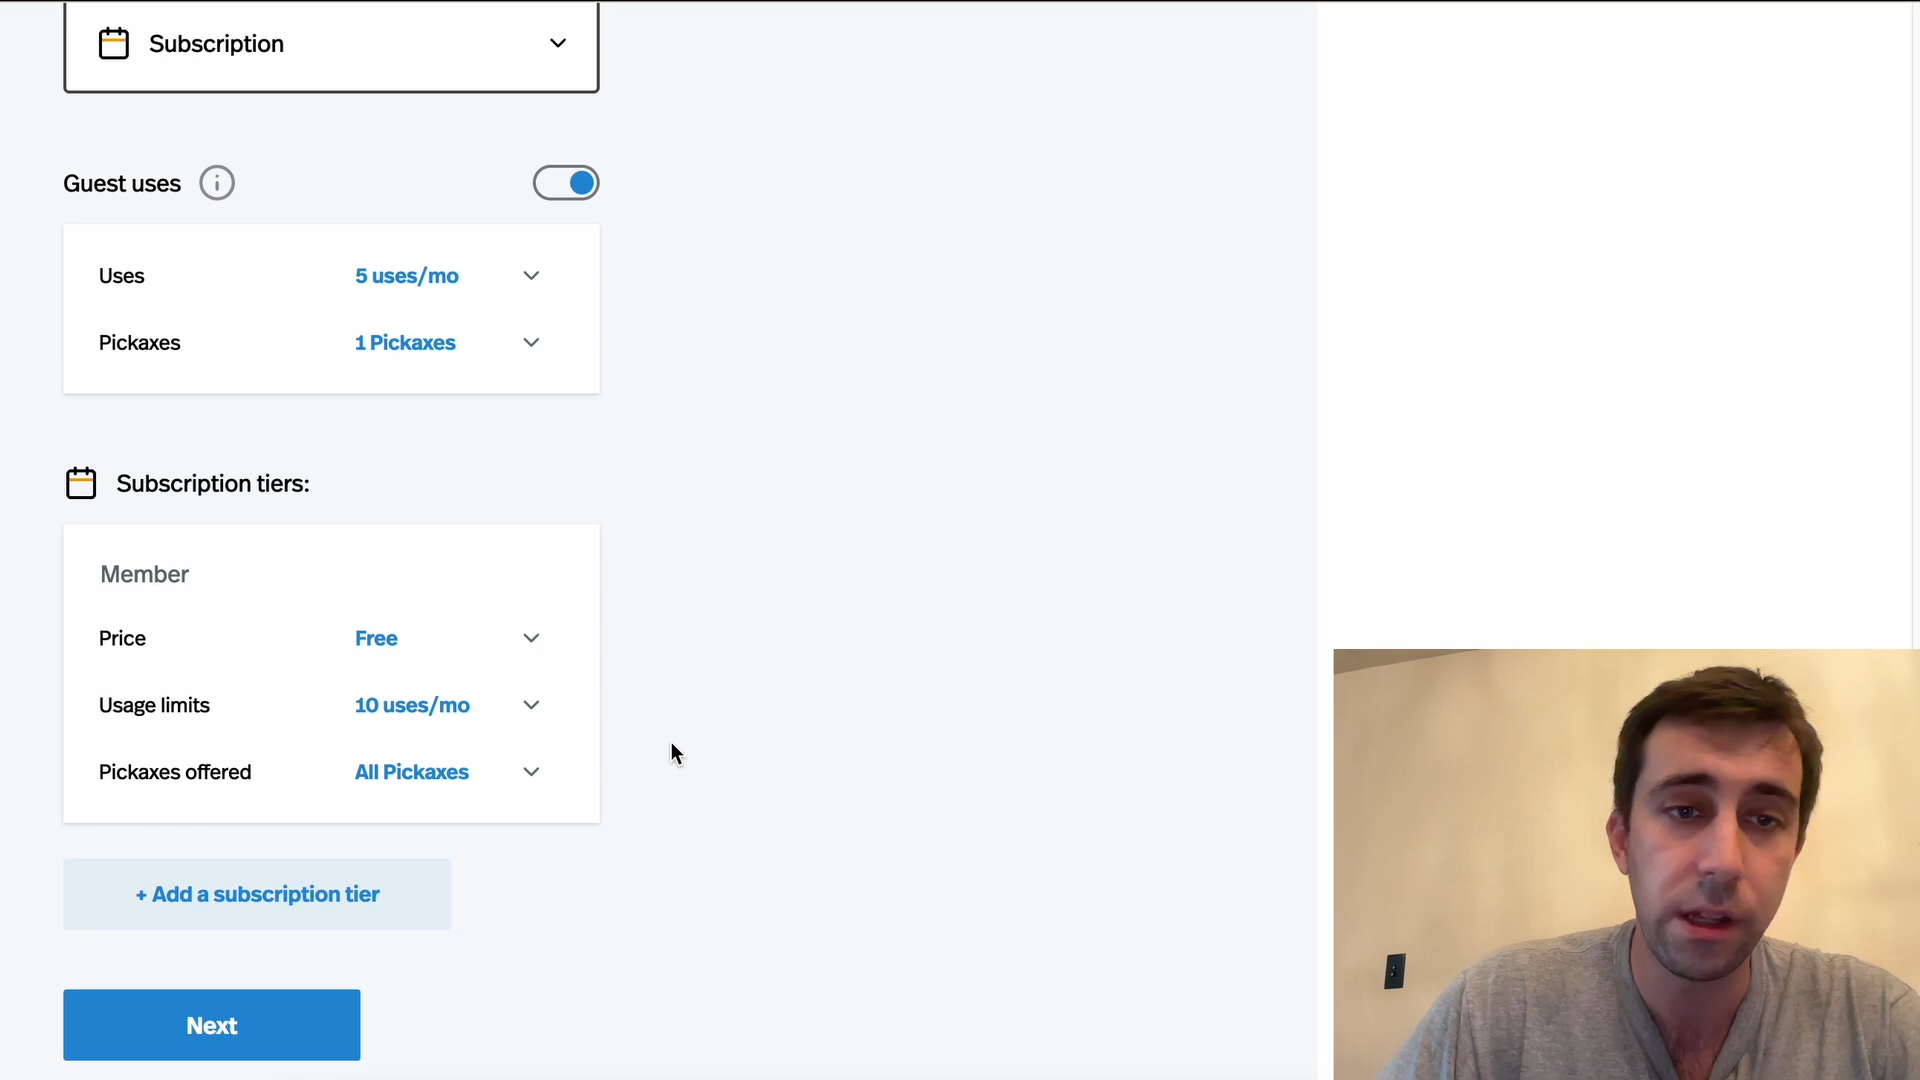 Subscription
Guest uses
Uses 5 uses/mo
Pickaxes 1 Pickaxes
Subscription tiers:
Member
Price Free
Usage limits 10 uses/mo
Pickaxes offered All Pickaxes
+ Add a subscription tier
Next